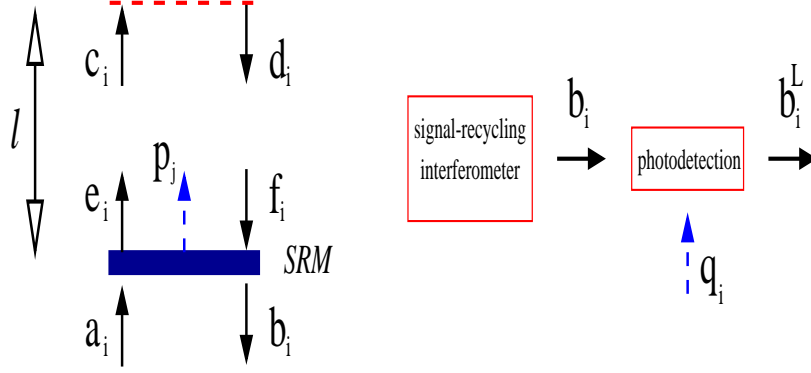 c_i
d_i
l
p_j
e_i
f_i
SRM
a_i
b_i
signal-recycling
interferometer
b_i
photodetection
b_i^L
q_i